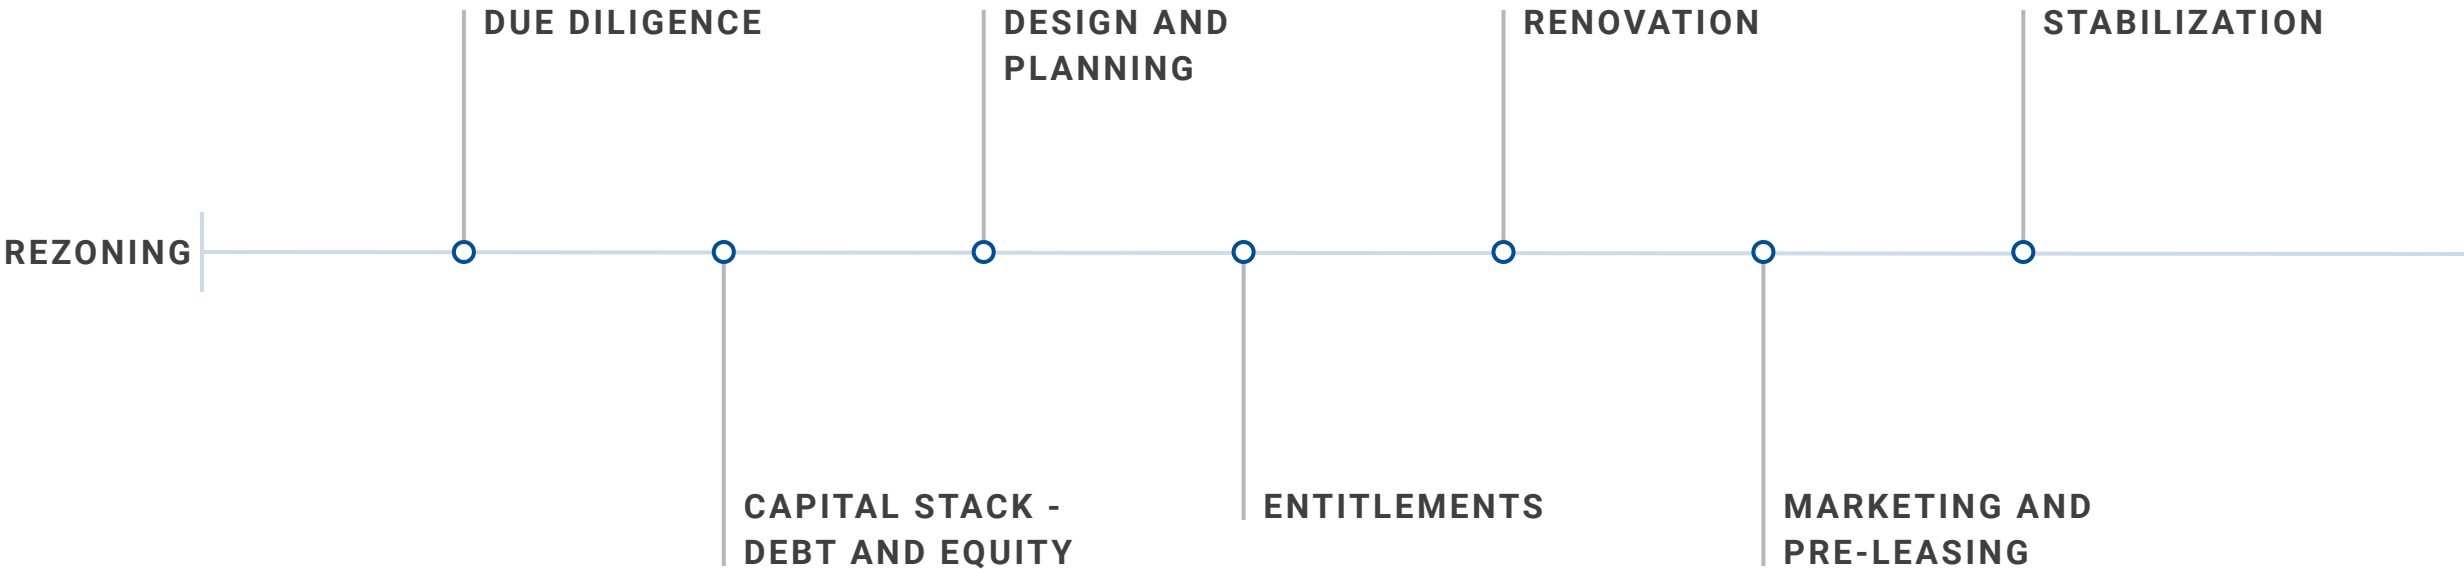 REZONING
DUE DILIGENCE
CAPITAL STACK -
DEBT AND EQUITY
DESIGN AND
PLANNING
ENTITLEMENTS
RENOVATION
MARKETING AND
PRE-LEASING
STABILIZATION